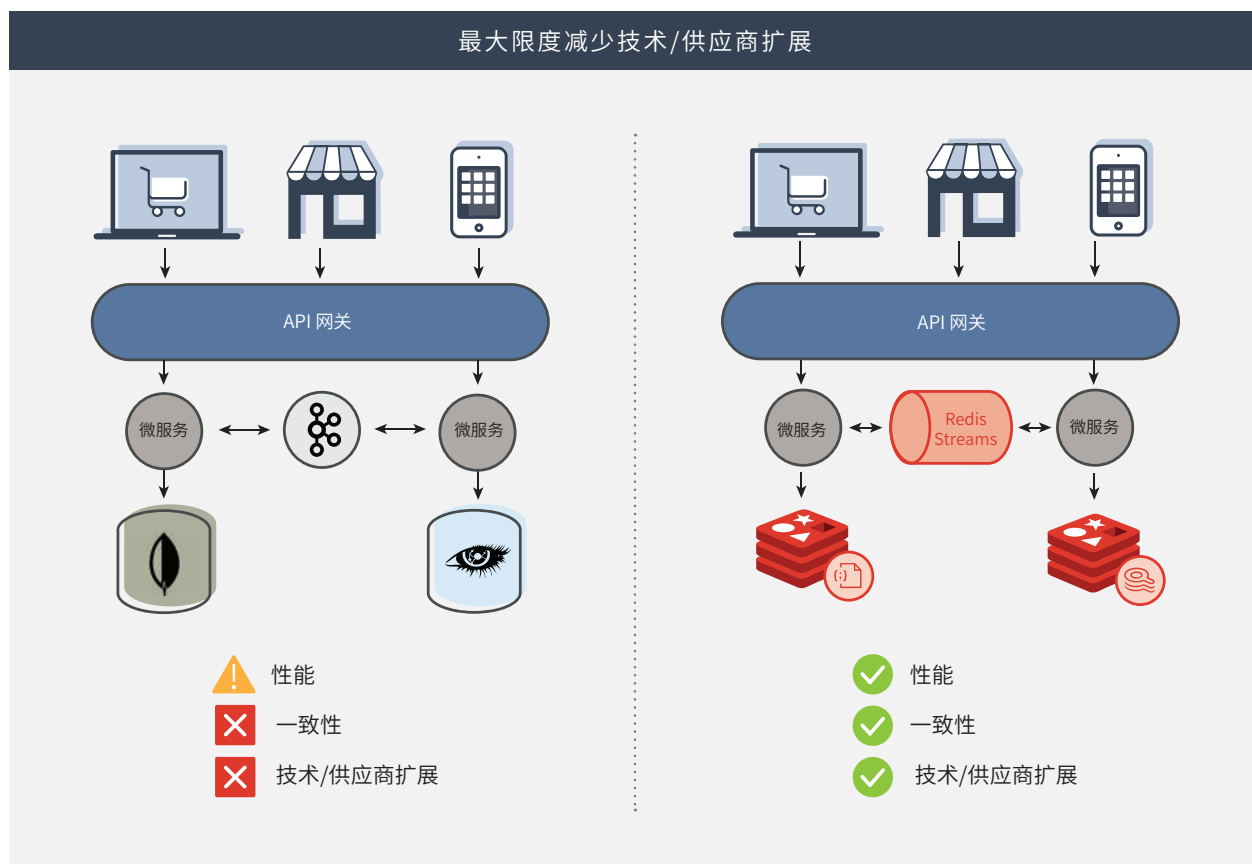 最大限度减少技术/供应商扩展
API 网关
微服务
微服务
性能
一致性
技术/供应商扩展
API 网关
微服务
Redis
Streams
微服务
{;}
性能
一致性
技术/供应商扩展